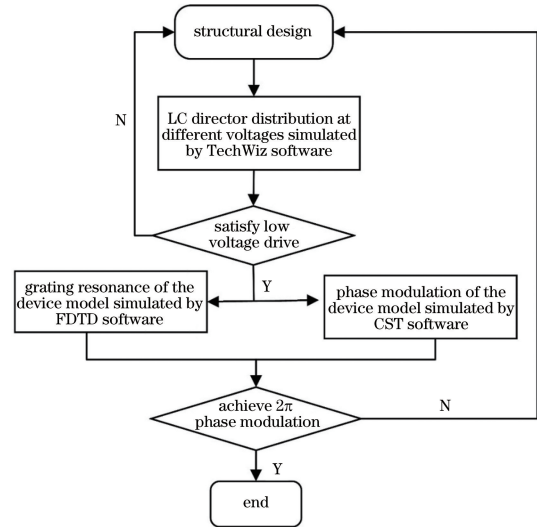 structural design
N
LC director distribution at
different voltages simulated
by TechWiz software
satisfy low
voltage drive
Y
grating resonance of the
device model simulated by
FDTD software
phase modulation of the
device model simulated by
CST software
achieve 2π
phase modulation
N
Y
end